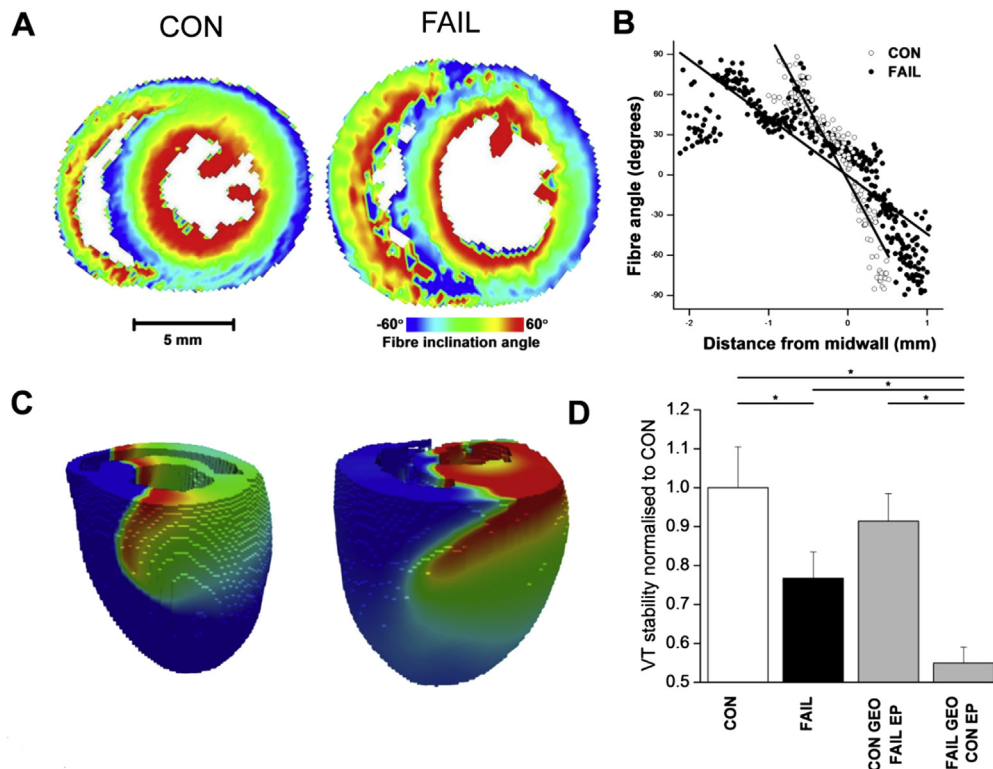 A
CON
FAIL
5 mm
-60° 60°
Fibre inclination angle
B
CON
FAIL
Fibre angle (degrees)
90
60
30
0
-30
-60
-90
-2 -1 0 1
Distance from midwall (mm)
C
D
* 
*
* *
VT stability normalised to CON
1.2
1.1
1.0
0.9
0.8
0.7
0.6
0.5
CON
FAIL
CON GEO
FAIL EP
FAIL GEO
CON EP